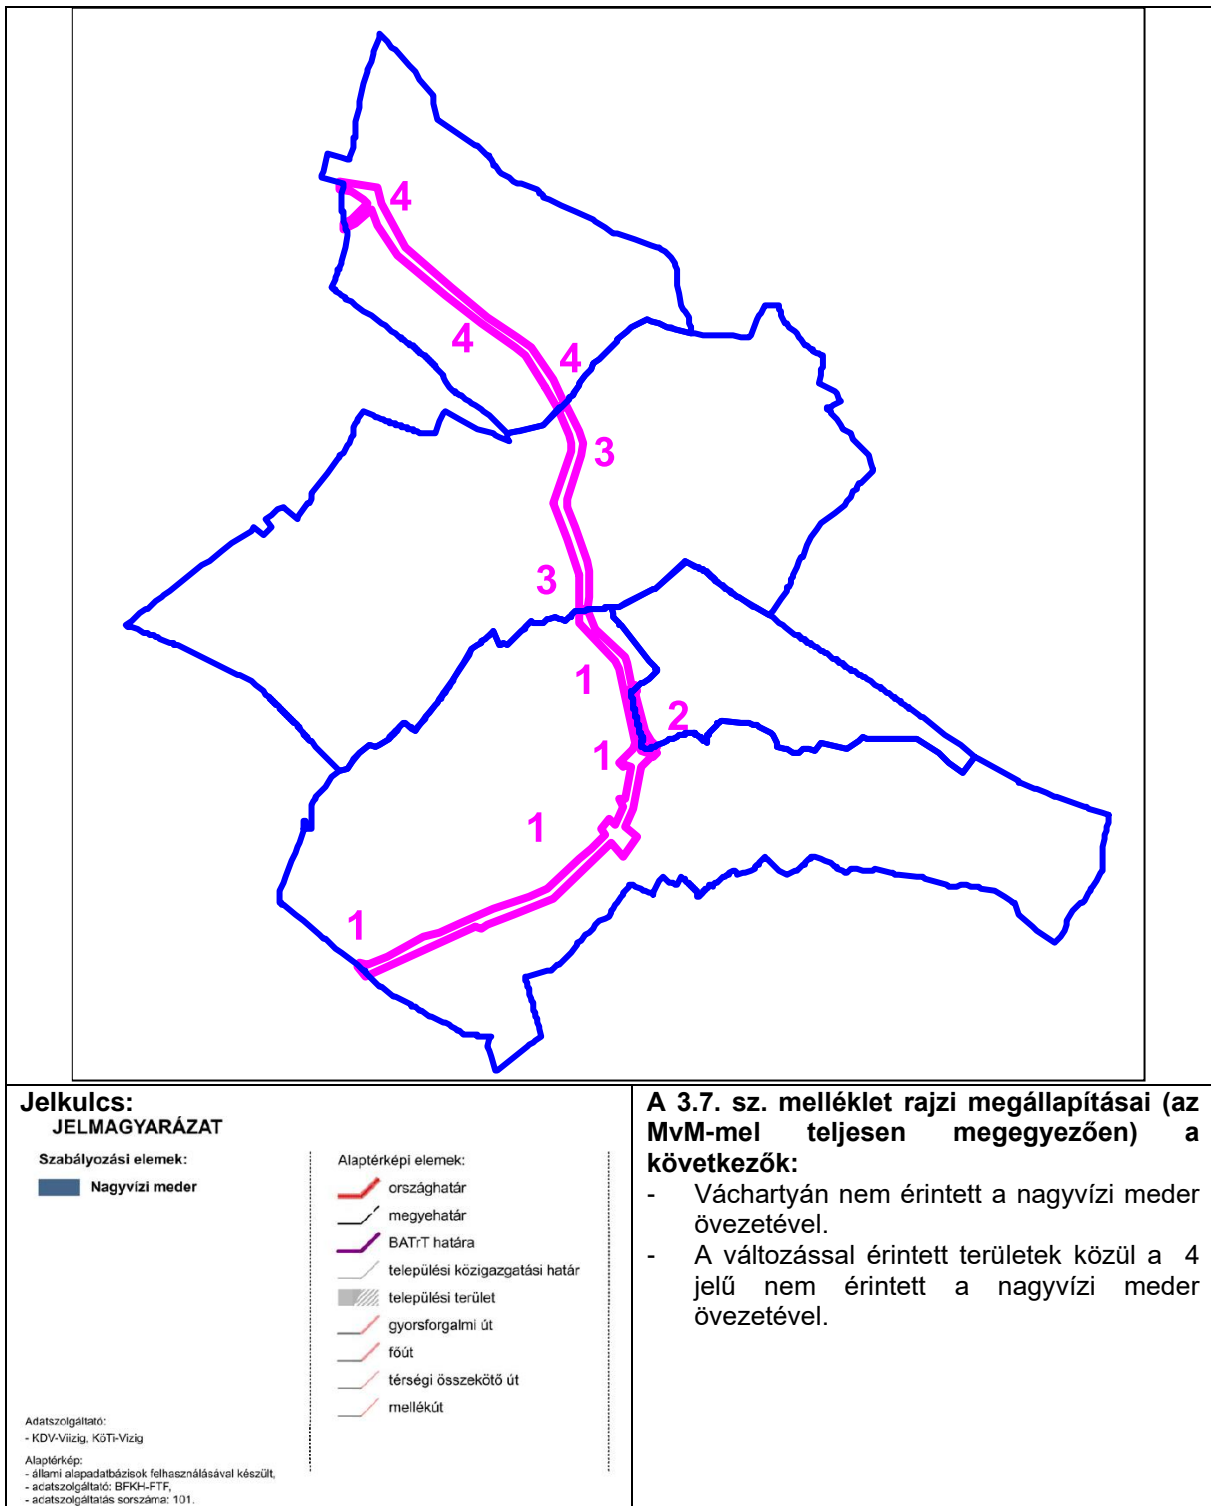 4
4
4
3
3
1
2
1
1
1
Jelkulcs:
JELMAGYARÁZAT
Szabályozási elemek:
Nagyvízi meder
Alaptérképi elemek:
országhatár
megyehatár
BATrT határa
települési közigazgatási határ
települési terület
gyorsforgalmi út
főút
térségi összekötő út
mellékút
Adatszolgáltató:
- KDV-Viizig, KöTi-Vizig
Alaptérkép:
- állami alapadatbázisok felhasználásával készült,
- adatszolgáltató: BFKH-FTF,
- adatszolgáltatás sorszáma: 101.
A 3.7. sz. melléklet rajzi megállapításai (az
MvM-mel teljesen megegyezően) a
következők:
- Váchartyán nem érintett a nagyvízi meder
övezetével.
- A változással érintett területek közül a 4
jelű nem érintett a nagyvízi meder
övezetével.